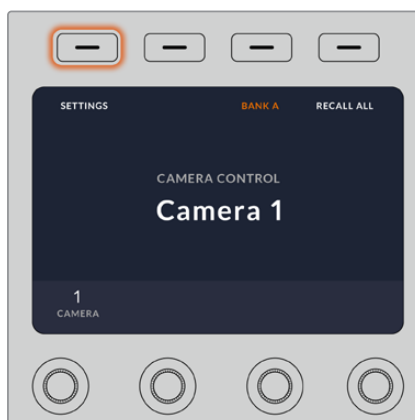 SETTINGS BANK A RECALL ALL
CAMERA CONTROL
Camera 1
1
CAMERA